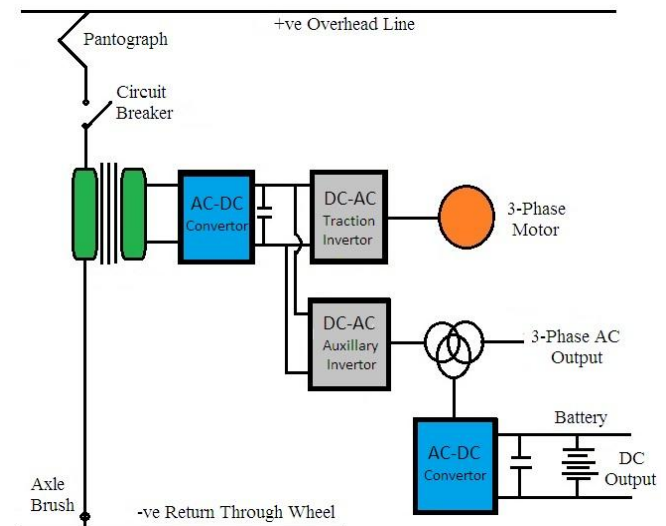 +ve Overhead Line
Pantograph
Circuit
Breaker
AC-DC
Convertor
DC-AC
Traction
Invertor
3-Phase
Motor
DC-AC
Auxillary
Invertor
3-Phase AC
Output
Battery
AC-DC
Convertor
DC
Output
Axle
Brush
-ve Return Through Wheel